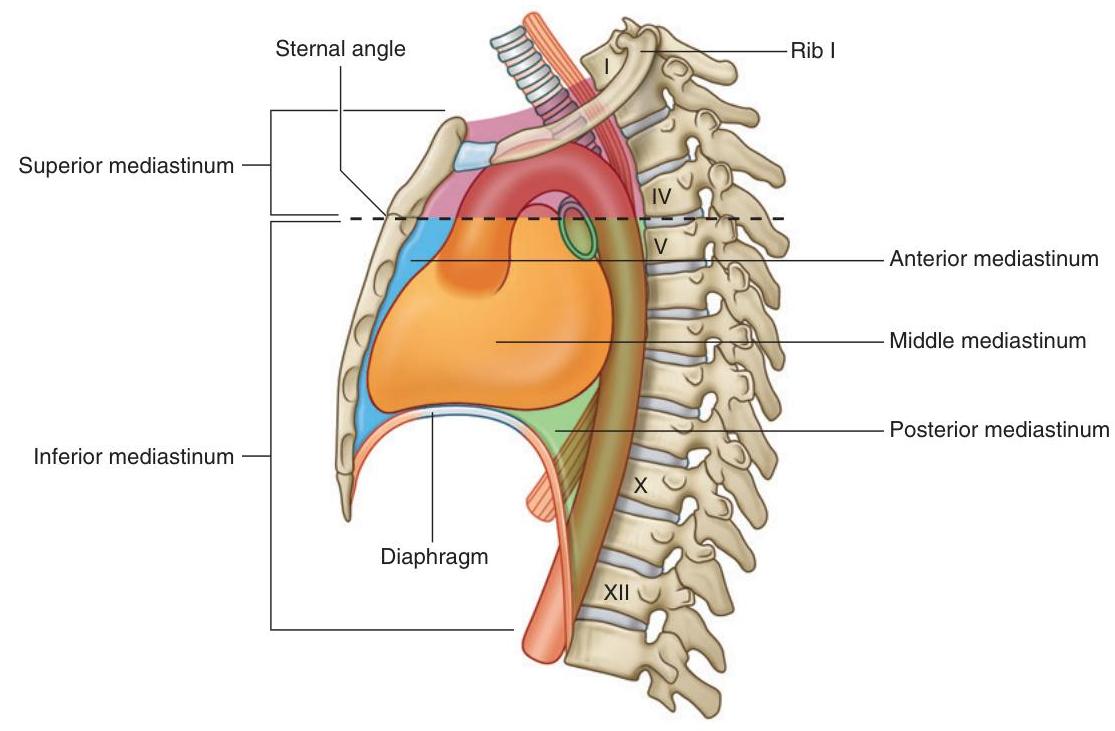 Sternal angle
Rib I
I
Superior mediastinum
IV
V
Anterior mediastinum
Middle mediastinum
Posterior mediastinum
Inferior mediastinum
X
Diaphragm
XII